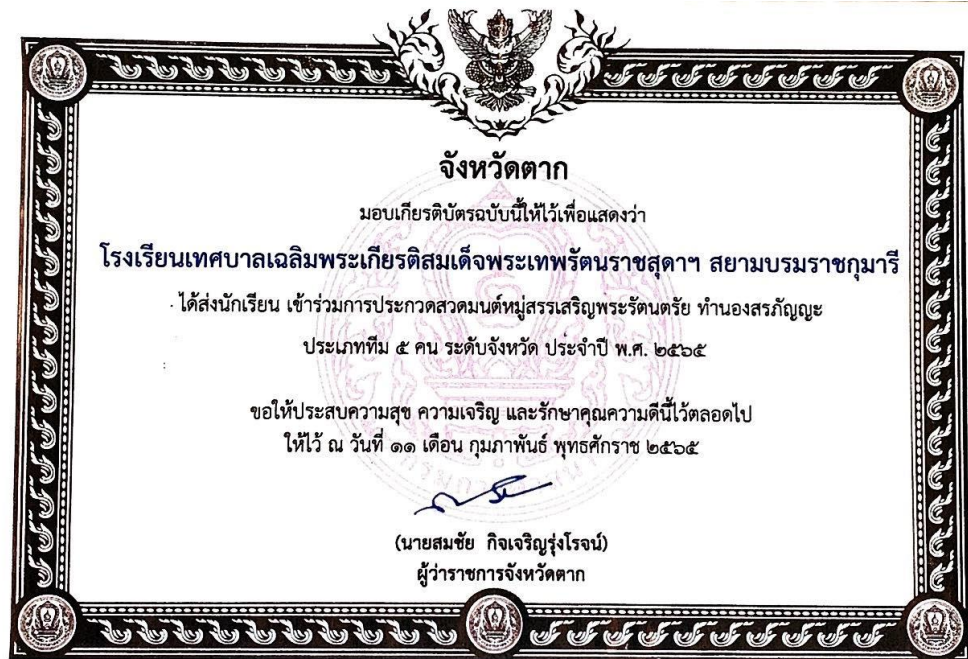 จังหวัดตาก
มอบเกียรติบัตรฉบับนี้ให้ไว้เพื่อแสดงว่า
โรงเรียนเทศบาลเฉลิมพระเกียรติสมเด็จพระเทพรัตนราชสุดาฯ สยามบรมราชกุมารี
ได้ส่งนักเรียน เข้าร่วมการประกวดสวดมนต์หมู่สรรเสริญพระรัตนตรัย ทำนองสรภัญญะ
ประเภททีม ๕ คน ระดับจังหวัด ประจำปี พ.ศ. ๒๕๖๕
ขอให้ประสบความสุข ความเจริญ และรักษาคุณความดีนี้ไว้ตลอดไป
ให้ไว้ ณ วันที่ ๑๑ เดือน กุมภาพันธ์ พุทธศักราช ๒๕๖๕
(นายสมชัย กิจเจริญรุ่งโรจน์)
ผู้ว่าราชการจังหวัดตาก